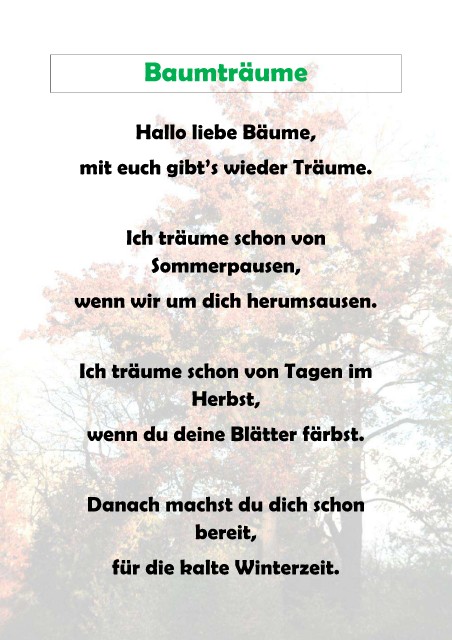 Baumträume
Hallo liebe Bäume,
mit euch gibt’s wieder Träume.
Ich träume schon von
Sommerpausen,
wenn wir um dich herumsausen.
Ich träume schon von Tagen im
Herbst,
wenn du deine Blätter färbst.
Danach machst du dich schon
bereit,
für die kalte Winterzeit.